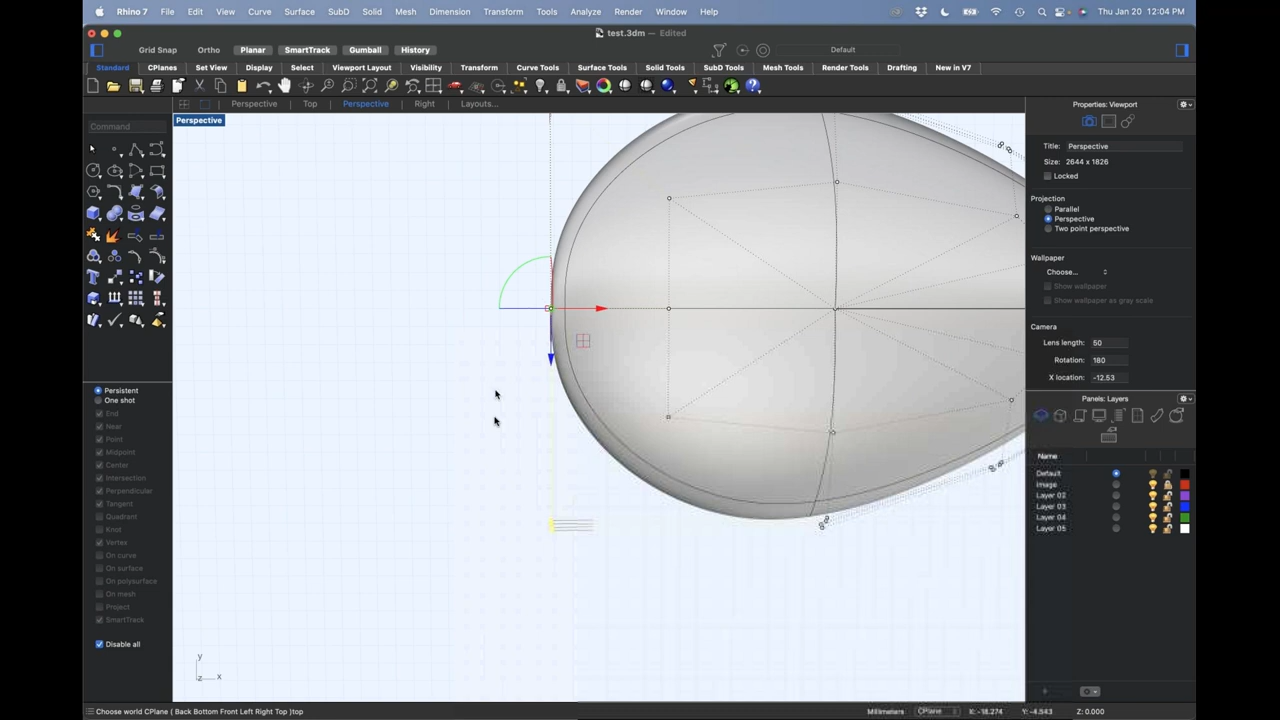 Rhino 7 File Edit View Curve Surface SubD Solid Mesh Dimension Transform Tools Analyze Render Window Help Thu Jan 20 12:04 PM
test.3dm — Edited
Grid Snap Ortho Planar SmartTrack Gumball History Default
Standard CPlanes Set View Display Select Viewport Layout Visibility Transform Curve Tools Surface Tools Solid Tools SubD Tools Mesh Tools Render Tools Drafting New in V7
Perspective Top Perspective Right Layouts...
Properties: Viewport
Perspective
Command
Title: Perspective
Size: 2644 x 1826
Locked
Projection
Parallel
Perspective
Two point perspective
Wallpaper
Choose...
Show wallpaper
Show wallpaper as gray scale
Camera
Lens length: 50
Rotation: 180
X location: -12.53
Persistent
One shot
End
Near
Point
Midpoint
Center
Intersection
Perpendicular
Tangent
Quadrant
Knot
Vertex
On curve
On surface
On polysurface
On mesh
Project
SmartTrack
Disable all
Panels: Layers
Name
Default
Image
Layer 02
Layer 03
Layer 04
Layer 05
y
z x
Choose world CPlane ( Back Bottom Front Left Right Top )top
Millimeters CPlane X: -18.274 Y: -4.543 Z: 0.000